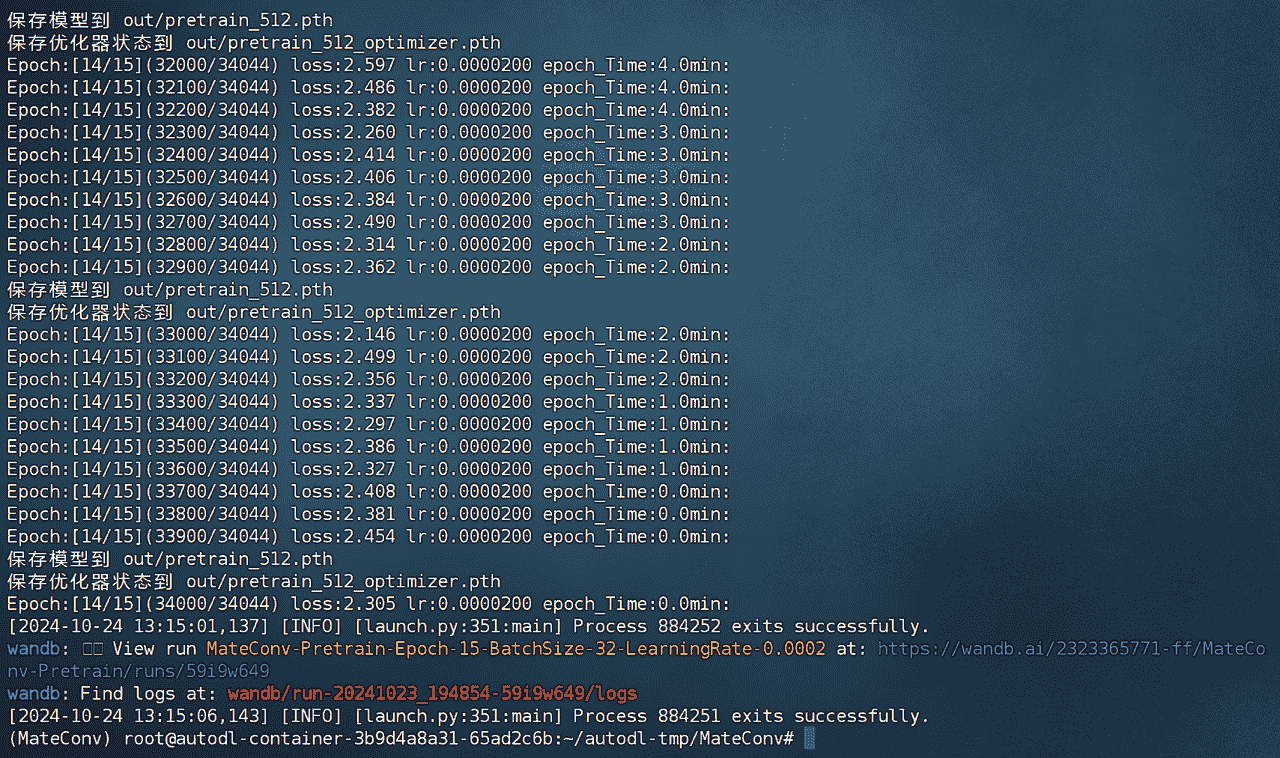 保存模型到 out/pretrain_512.pth
保存优化器状态到 out/pretrain_512_optimizer.pth
Epoch:[14/15](32000/34044) loss:2.597 lr:0.0000200 epoch_Time:4.0min:
Epoch:[14/15](32100/34044) loss:2.486 lr:0.0000200 epoch_Time:4.0min:
Epoch:[14/15](32200/34044) loss:2.382 lr:0.0000200 epoch_Time:4.0min:
Epoch:[14/15](32300/34044) loss:2.260 lr:0.0000200 epoch_Time:3.0min:
Epoch:[14/15](32400/34044) loss:2.414 lr:0.0000200 epoch_Time:3.0min:
Epoch:[14/15](32500/34044) loss:2.406 lr:0.0000200 epoch_Time:3.0min:
Epoch:[14/15](32600/34044) loss:2.384 lr:0.0000200 epoch_Time:3.0min:
Epoch:[14/15](32700/34044) loss:2.490 lr:0.0000200 epoch_Time:3.0min:
Epoch:[14/15](32800/34044) loss:2.314 lr:0.0000200 epoch_Time:2.0min:
Epoch:[14/15](32900/34044) loss:2.362 lr:0.0000200 epoch_Time:2.0min:
保存模型到 out/pretrain_512.pth
保存优化器状态到 out/pretrain_512_optimizer.pth
Epoch:[14/15](33000/34044) loss:2.146 lr:0.0000200 epoch_Time:2.0min:
Epoch:[14/15](33100/34044) loss:2.499 lr:0.0000200 epoch_Time:2.0min:
Epoch:[14/15](33200/34044) loss:2.356 lr:0.0000200 epoch_Time:2.0min:
Epoch:[14/15](33300/34044) loss:2.337 lr:0.0000200 epoch_Time:1.0min:
Epoch:[14/15](33400/34044) loss:2.297 lr:0.0000200 epoch_Time:1.0min:
Epoch:[14/15](33500/34044) loss:2.386 lr:0.0000200 epoch_Time:1.0min:
Epoch:[14/15](33600/34044) loss:2.327 lr:0.0000200 epoch_Time:1.0min:
Epoch:[14/15](33700/34044) loss:2.408 lr:0.0000200 epoch_Time:0.0min:
Epoch:[14/15](33800/34044) loss:2.381 lr:0.0000200 epoch_Time:0.0min:
Epoch:[14/15](33900/34044) loss:2.454 lr:0.0000200 epoch_Time:0.0min:
保存模型到 out/pretrain_512.pth
保存优化器状态到 out/pretrain_512_optimizer.pth
Epoch:[14/15](34000/34044) loss:2.305 lr:0.0000200 epoch_Time:0.0min:
[2024-10-24 13:15:01,137] [INFO] [launch.py:351:main] Process 884252 exits successfully.
wandb: View run MateConv-Pretrain-Epoch-15-BatchSize-32-LearningRate-0.0002 at: https://wandb.ai/2323365771-ff/MateCo
nv-Pretrain/runs/59i9w649
wandb: Find logs at: wandb/run-20241023_194854-59i9w649/logs
[2024-10-24 13:15:06,143] [INFO] [launch.py:351:main] Process 884251 exits successfully.
(MateConv) root@autodl-container-3b9d4a8a31-65ad2c6b:~/autodl-tmp/MateConv#